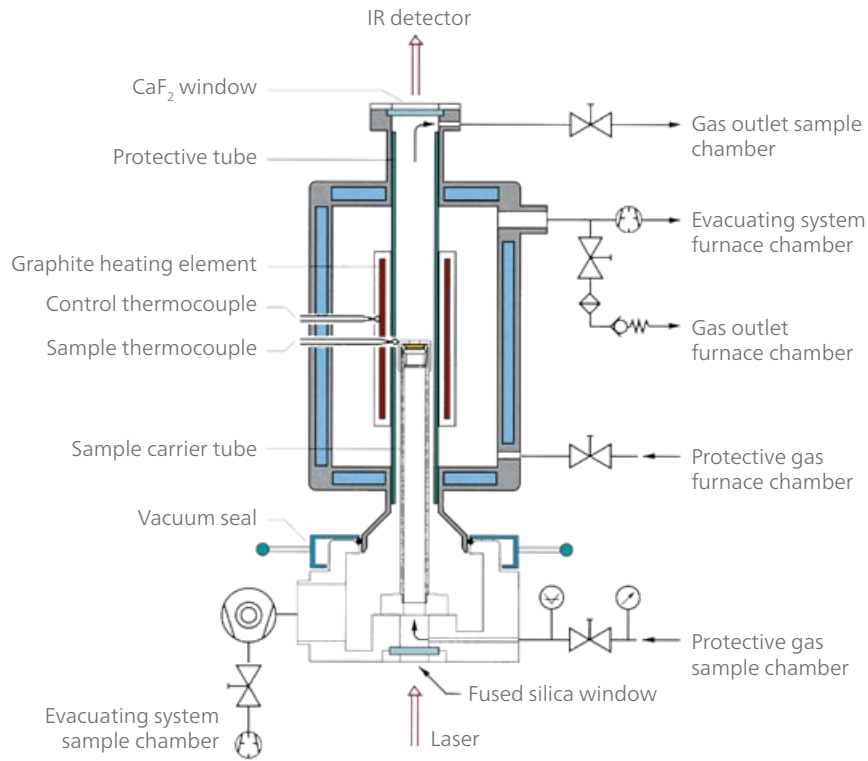 IR detector
CaF₂ window
Protective tube
Graphite heating element
Control thermocouple
Sample thermocouple
Sample carrier tube
Vacuum seal
Evacuating system
sample chamber
Gas outlet sample
chamber
Evacuating system
furnace chamber
Gas outlet
furnace chamber
Protective gas
furnace chamber
Protective gas
sample chamber
Fused silica window
Laser